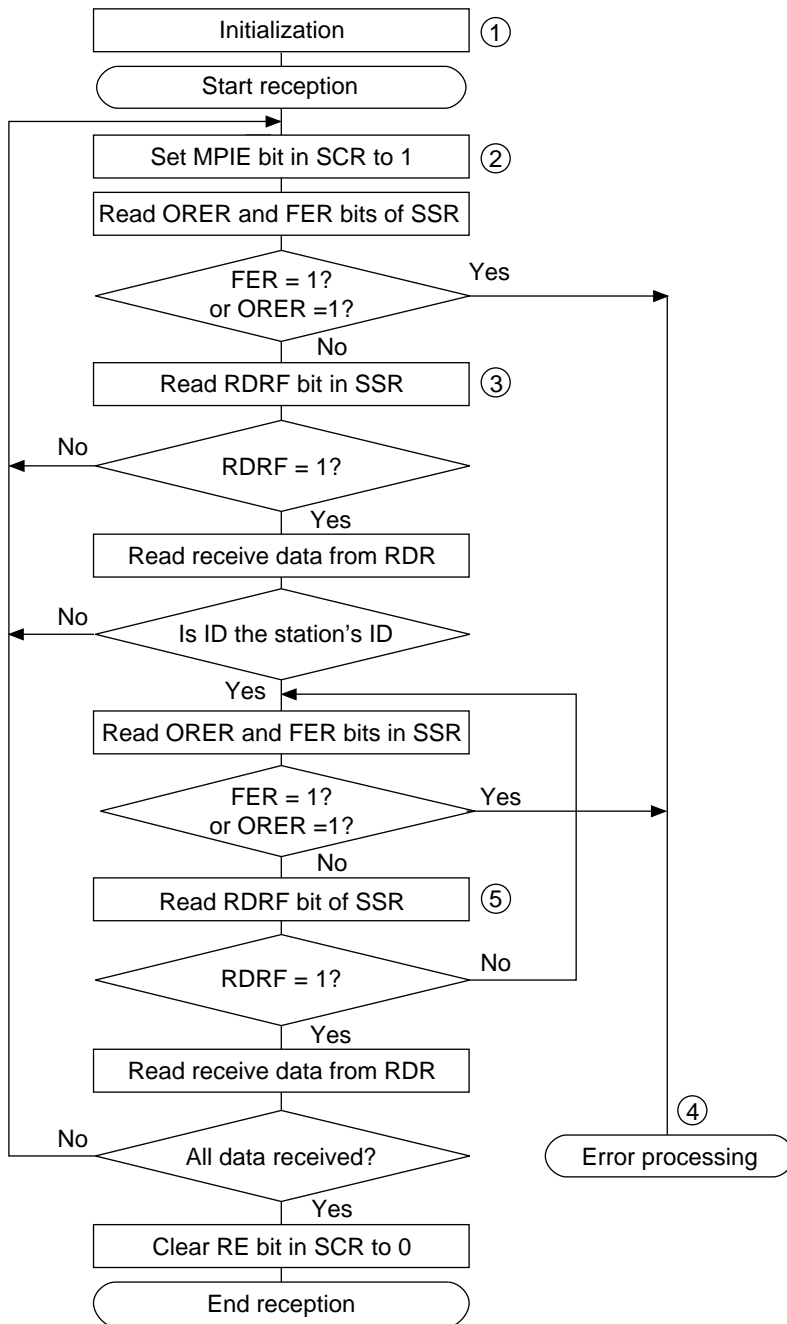 Initialization
①
Start reception
Set MPIE bit in SCR to 1
②
Read ORER and FER bits of SSR
FER = 1?
or ORER =1?
Yes
No
Read RDRF bit in SSR
③
No
RDRF = 1?
Yes
Read receive data from RDR
No
Is ID the station's ID
Yes
Read ORER and FER bits in SSR
FER = 1?
or ORER =1?
Yes
No
Read RDRF bit of SSR
⑤
RDRF = 1?
No
Yes
Read receive data from RDR
④
No
All data received?
Error processing
Yes
Clear RE bit in SCR to 0
End reception